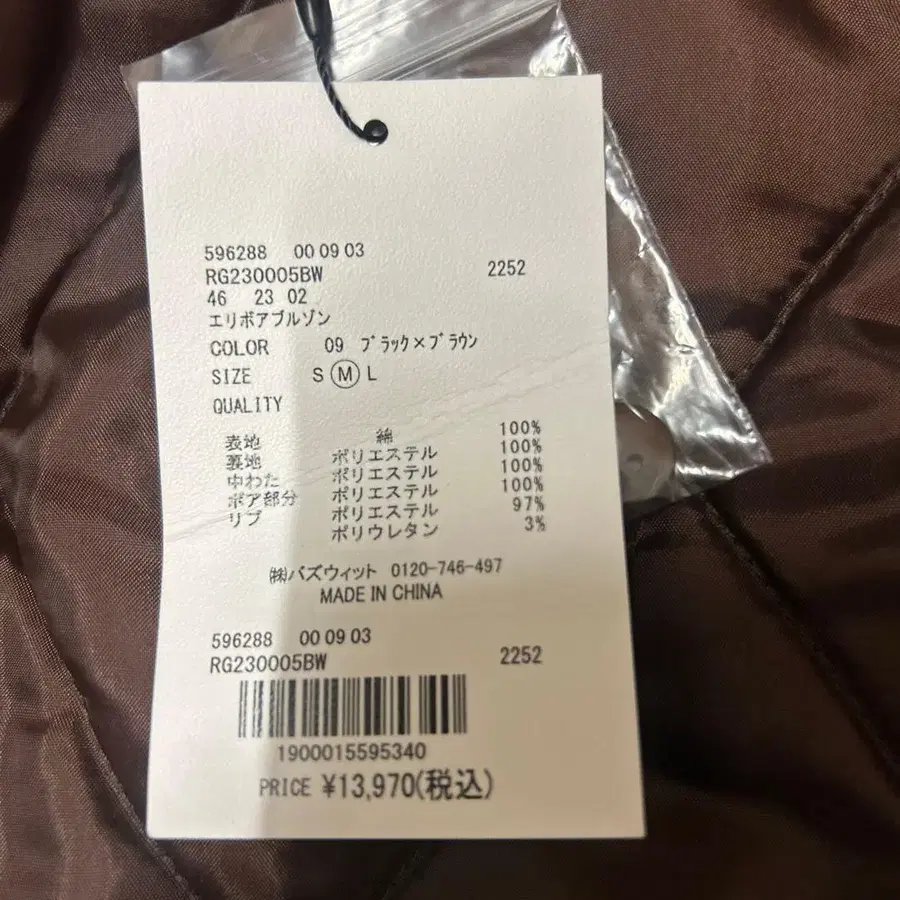 596288 00 09 03
RG230005BW 2252
46 23 02
エリボアブルゾン
COLOR 09 ブラック×ブラウン
SIZE S M L
QUALITY
表地 綿 100%
裏地 ポリエステル 100%
中わた ポリエステル 100%
ボア部分 ポリエステル 100%
リブ ポリエステル 97%
ポリウレタン 3%
㈱バズウィット 0120-746-497
MADE IN CHINA
596288 00 09 03
RG230005BW 2252
1900015595340
PRICE ¥13,970(税込)